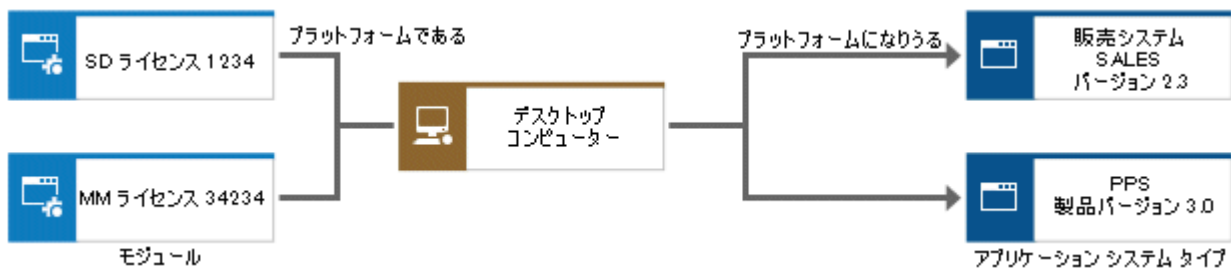 SD ライセンス 1234
プラットフォームである
MM ライセンス 34234
モジュール
デスクトップ
コンピューター
プラットフォームになりうる
販売システム
SALES
バージョン 2.3
PPS
製品バージョン 3.0
アプリケーション システム タイプ